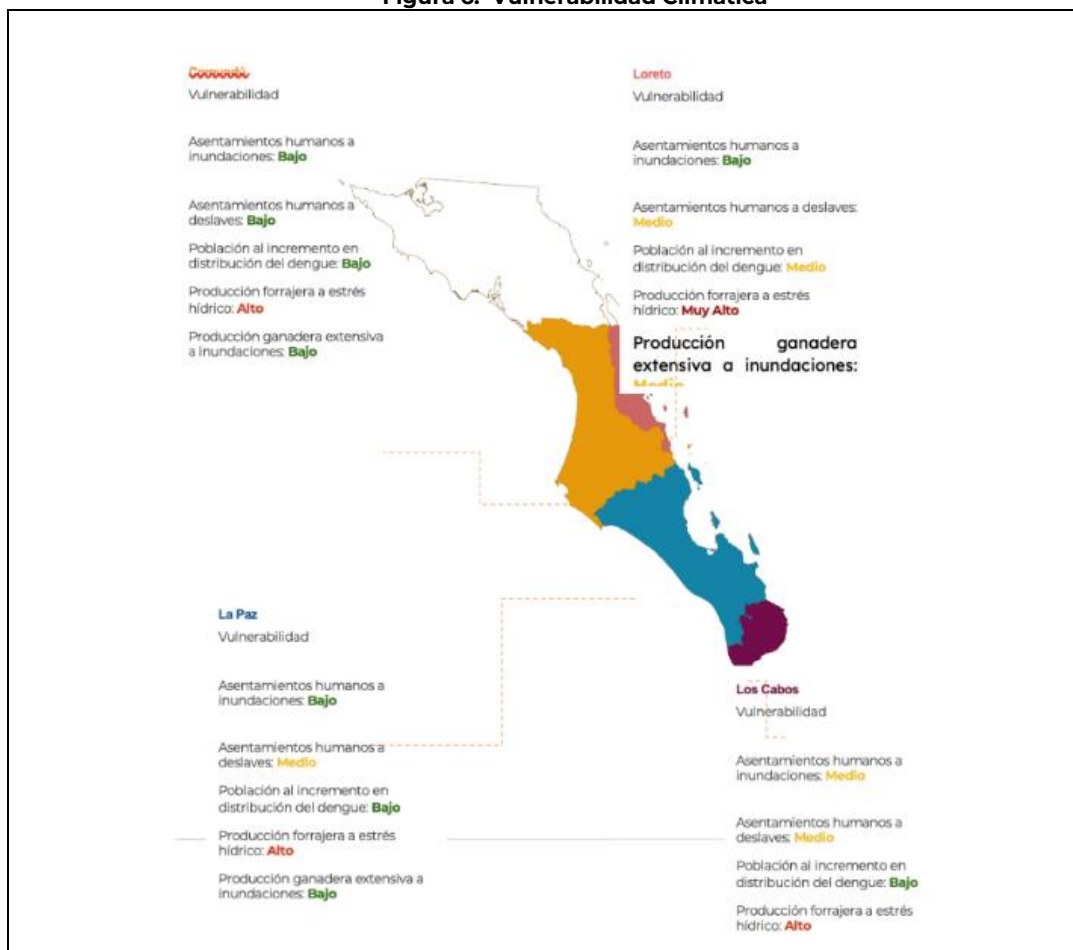 Figura 6. Vulnerabilidad Climática
Comondú
Vulnerabilidad
Asentamientos humanos a
inundaciones: Bajo
Asentamientos humanos a
deslaves: Bajo
Población al incremento en
distribución del dengue: Bajo
Producción forrajera a estrés
hídrico: Alto
Producción ganadera extensiva
a inundaciones: Bajo
Loreto
Vulnerabilidad
Asentamientos humanos a
inundaciones: Bajo
Asentamientos humanos a deslaves:
Medio
Población al incremento en
distribución del dengue: Medio
Producción forrajera a estrés
hídrico: Muy Alto
Producción ganadera
extensiva a inundaciones:
Medio
La Paz
Vulnerabilidad
Asentamientos humanos a
inundaciones: Bajo
Asentamientos humanos a
deslaves: Medio
Población al incremento en
distribución del dengue: Bajo
Producción forrajera a estrés
hídrico: Alto
Producción ganadera extensiva a
inundaciones: Bajo
Los Cabos
Vulnerabilidad
Asentamientos humanos a
inundaciones: Medio
Asentamientos humanos a
deslaves: Medio
Población al incremento en
distribución del dengue: Bajo
Producción forrajera a estrés
hídrico: Alto